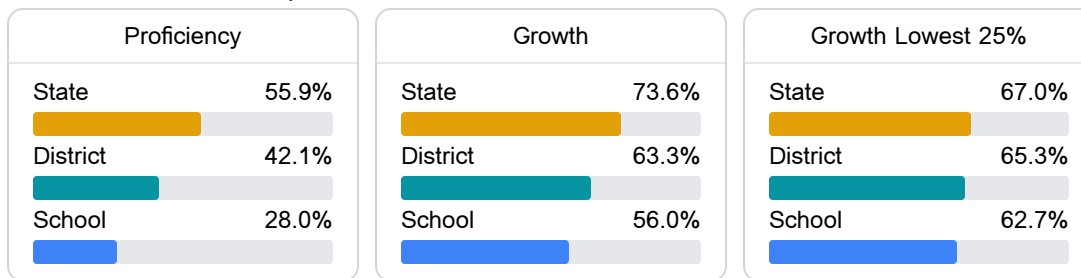 Proficiency
State 55.9%
District 42.1%
School 28.0%
Growth
State 73.6%
District 63.3%
School 56.0%
Growth Lowest 25%
State 67.0%
District 65.3%
School 62.7%